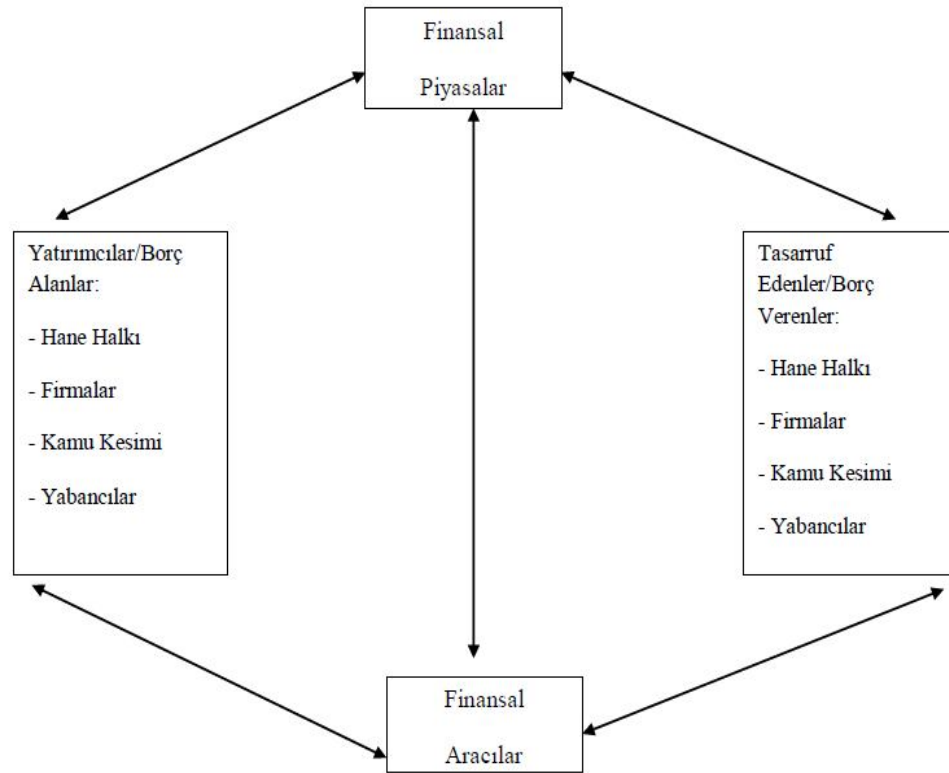 Finansal
Piyasalar
Yatırımcılar/Borç
Alanlar:
- Hane Halkı
- Firmalar
- Kamu Kesimi
- Yabancılar
Tasarruf
Edenler/Borç
Verenler:
- Hane Halkı
- Firmalar
- Kamu Kesimi
- Yabancılar
Finansal
Aracılar